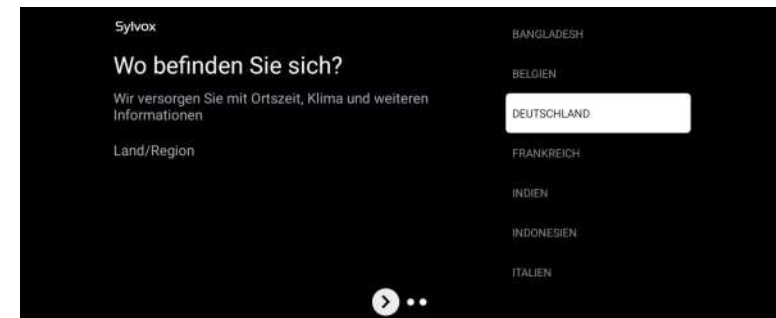 Sylvox
Wo befinden Sie sich?
Wir versorgen Sie mit Ortszeit, Klima und weiteren
Informationen
Land/Region
BANGLADESH
BELGIEN
DEUTSCHLAND
FRANKREICH
INDIEN
INDONESIEN
ITALIEN